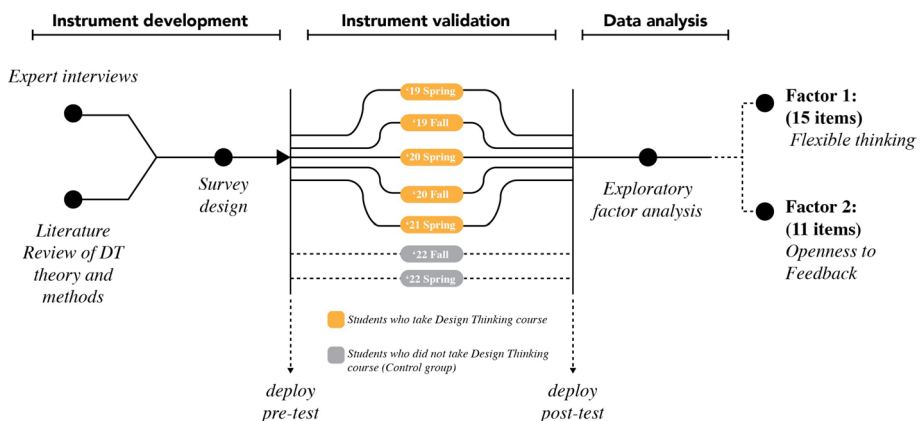 Instrument development
Instrument validation
Data analysis
Expert interviews
Literature
Review of DT
theory and
methods
Survey
design
‘19 Spring
‘19 Fall
‘20 Spring
‘20 Fall
‘21 Spring
‘22 Fall
‘22 Spring
Students who take Design Thinking course
Students who did not take Design Thinking
course (Control group)
deploy
pre-test
deploy
post-test
Exploratory
factor analysis
Factor 1:
(15 items)
Flexible thinking
Factor 2:
(11 items)
Openness to
Feedback